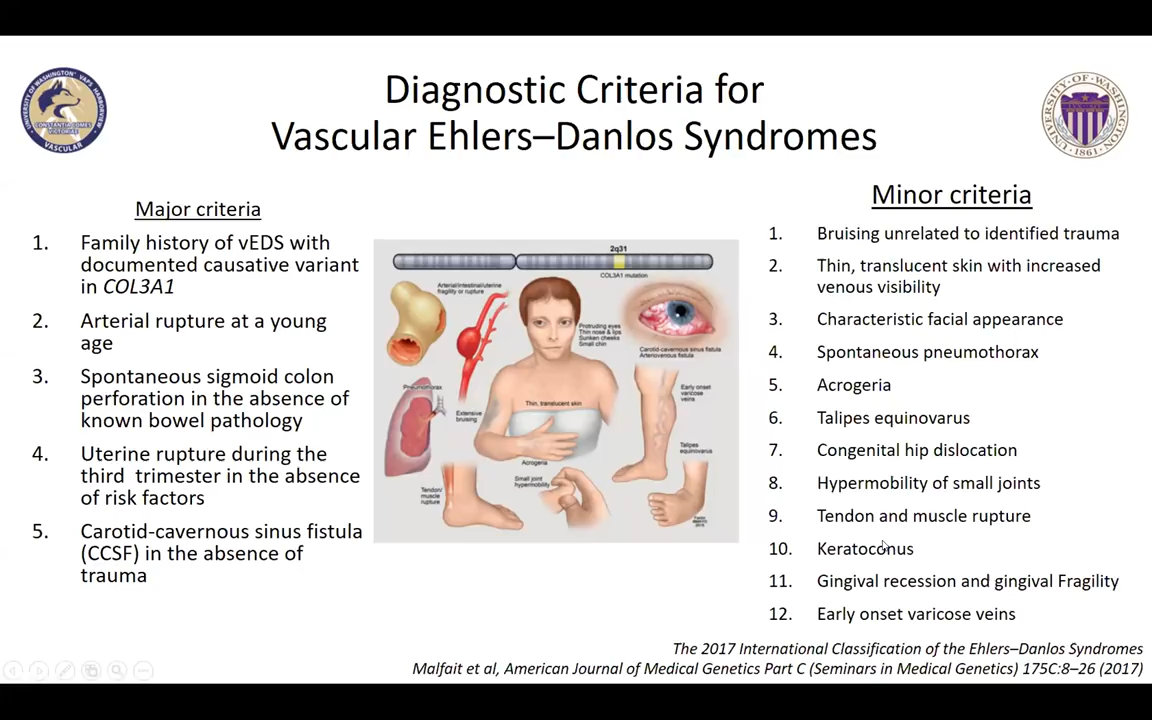 Diagnostic Criteria for
Vascular Ehlers–Danlos Syndromes
UNIVERSITY OF WASHINGTON
VASCULAR
UNIVERSITY OF WASHINGTON
1861
Major criteria
1. Family history of vEDS with
documented causative variant
in COL3A1
2. Arterial rupture at a young
age
3. Spontaneous sigmoid colon
perforation in the absence of
known bowel pathology
4. Uterine rupture during the
third trimester in the absence
of risk factors
5. Carotid-cavernous sinus fistula
(CCSF) in the absence of
trauma
2q31
COL3A1 mutation
Arterial/intestinal/uterine
fragility or rupture
Protruding eyes
Thin nose & lips
Sunken cheeks
Small chin
Carotid-cavernous sinus fistula
Arteriovenous fistula
Pneumothorax
Extensive
bruising
Thin, translucent skin
Early onset
varicose
veins
Acrogeria
Talipes
equinovarus
Small joint
hypermobility
Tendon/
muscle
rupture
Minor criteria
1. Bruising unrelated to identified trauma
2. Thin, translucent skin with increased
venous visibility
3. Characteristic facial appearance
4. Spontaneous pneumothorax
5. Acrogeria
6. Talipes equinovarus
7. Congenital hip dislocation
8. Hypermobility of small joints
9. Tendon and muscle rupture
10. Keratoconus
11. Gingival recession and gingival Fragility
12. Early onset varicose veins
The 2017 International Classification of the Ehlers–Danlos Syndromes
Malfait et al, American Journal of Medical Genetics Part C (Seminars in Medical Genetics) 175C:8–26 (2017)